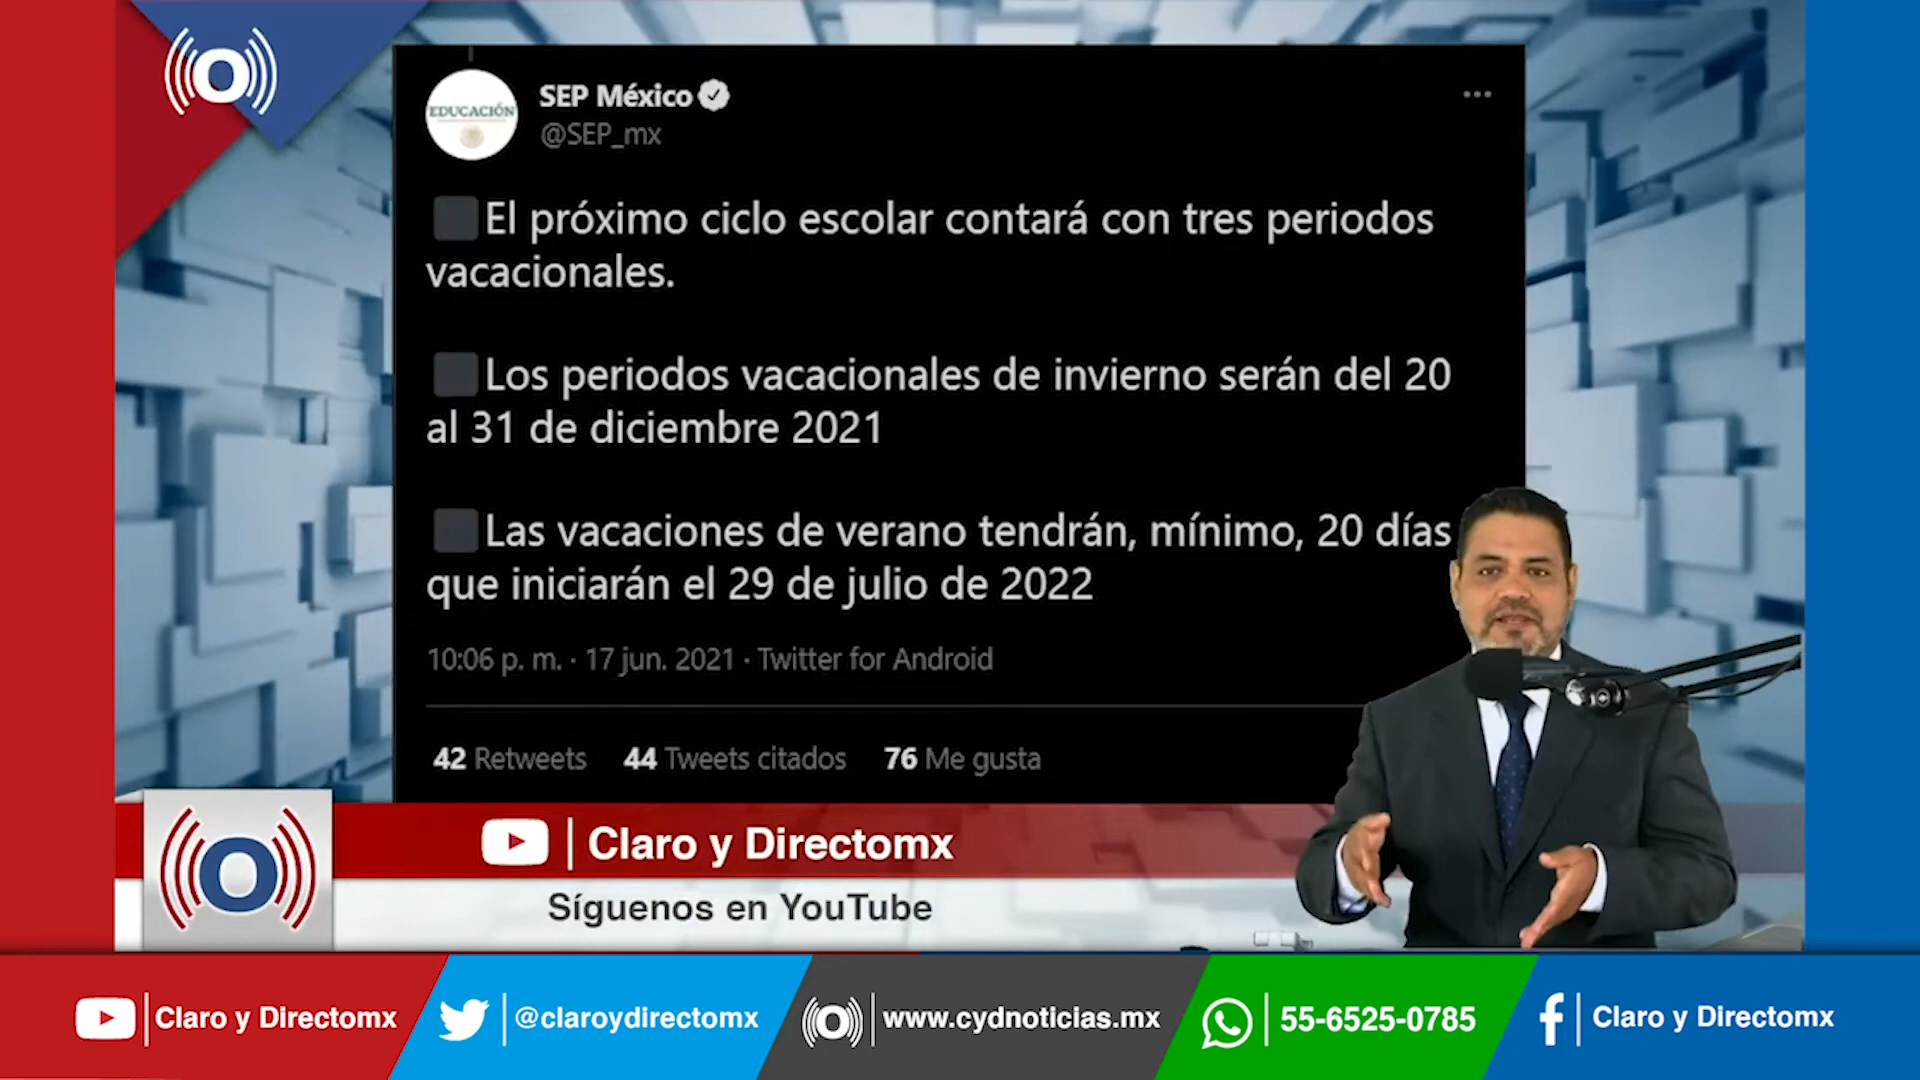 SEP México
@SEP_mx
EDUCACIÓN
El próximo ciclo escolar contará con tres periodos
vacacionales.
Los periodos vacacionales de invierno serán del 20
al 31 de diciembre 2021
Las vacaciones de verano tendrán, mínimo, 20 días
que iniciarán el 29 de julio de 2022
10:06 p. m. · 17 jun. 2021 · Twitter for Android
42 Retweets 44 Tweets citados 76 Me gusta
Claro y Directomx
Síguenos en YouTube
Claro y Directomx
@claroydirectomx
www.cydnoticias.mx
55-6525-0785
Claro y Directomx